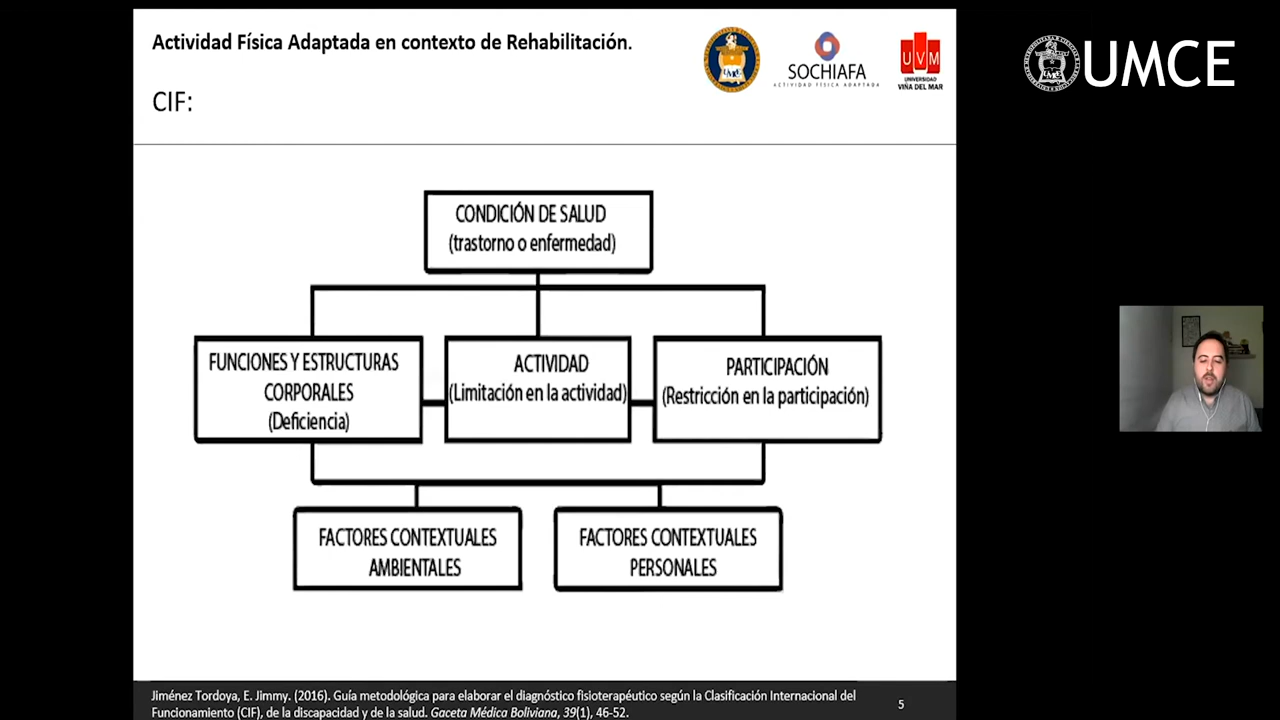 Actividad Física Adaptada en contexto de Rehabilitación.
CIF:
UMCE
SOCHIAFA
ACTIVIDAD FÍSICA ADAPTADA
UVM
UNIVERSIDAD
VIÑA DEL MAR
UMCE
CONDICIÓN DE SALUD
(trastorno o enfermedad)
FUNCIONES Y ESTRUCTURAS
CORPORALES
(Deficiencia)
ACTIVIDAD
(Limitación en la actividad)
PARTICIPACIÓN
(Restricción en la participación)
FACTORES CONTEXTUALES
AMBIENTALES
FACTORES CONTEXTUALES
PERSONALES
Jiménez Tordoya, E. Jimmy. (2016). Guía metodológica para elaborar el diagnóstico fisioterapéutico según la Clasificación Internacional del
Funcionamiento (CIF), de la discapacidad y de la salud. Gaceta Médica Boliviana, 39(1), 46-52.
5